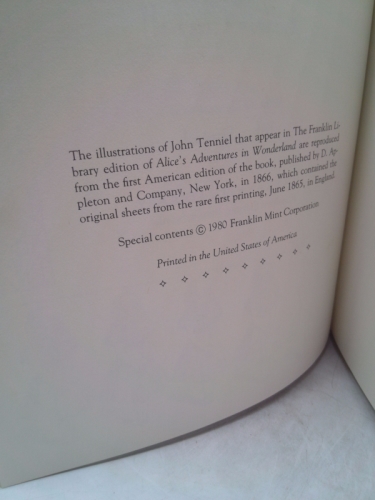 The illustrations of John Tenniel that appear in The Franklin Li-
brary edition of Alice's Adventures in Wonderland are reproduced
from the first American edition of the book, published by D. Ap-
pleton and Company, New York, in 1866, which contained the
original sheets from the rare first printing, June 1865, in England.
Special contents © 1980 Franklin Mint Corporation
Printed in the United States of America